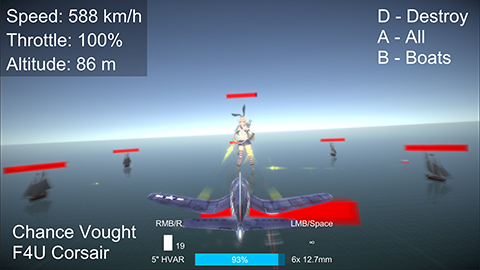 Speed: 588 km/h
Throttle: 100%
Altitude: 86 m
D - Destroy
A - All
B - Boats
Chance Vought
F4U Corsair
RMB/R
19
5" HVAR
93%
LMB/Space
∞
6x 12.7mm